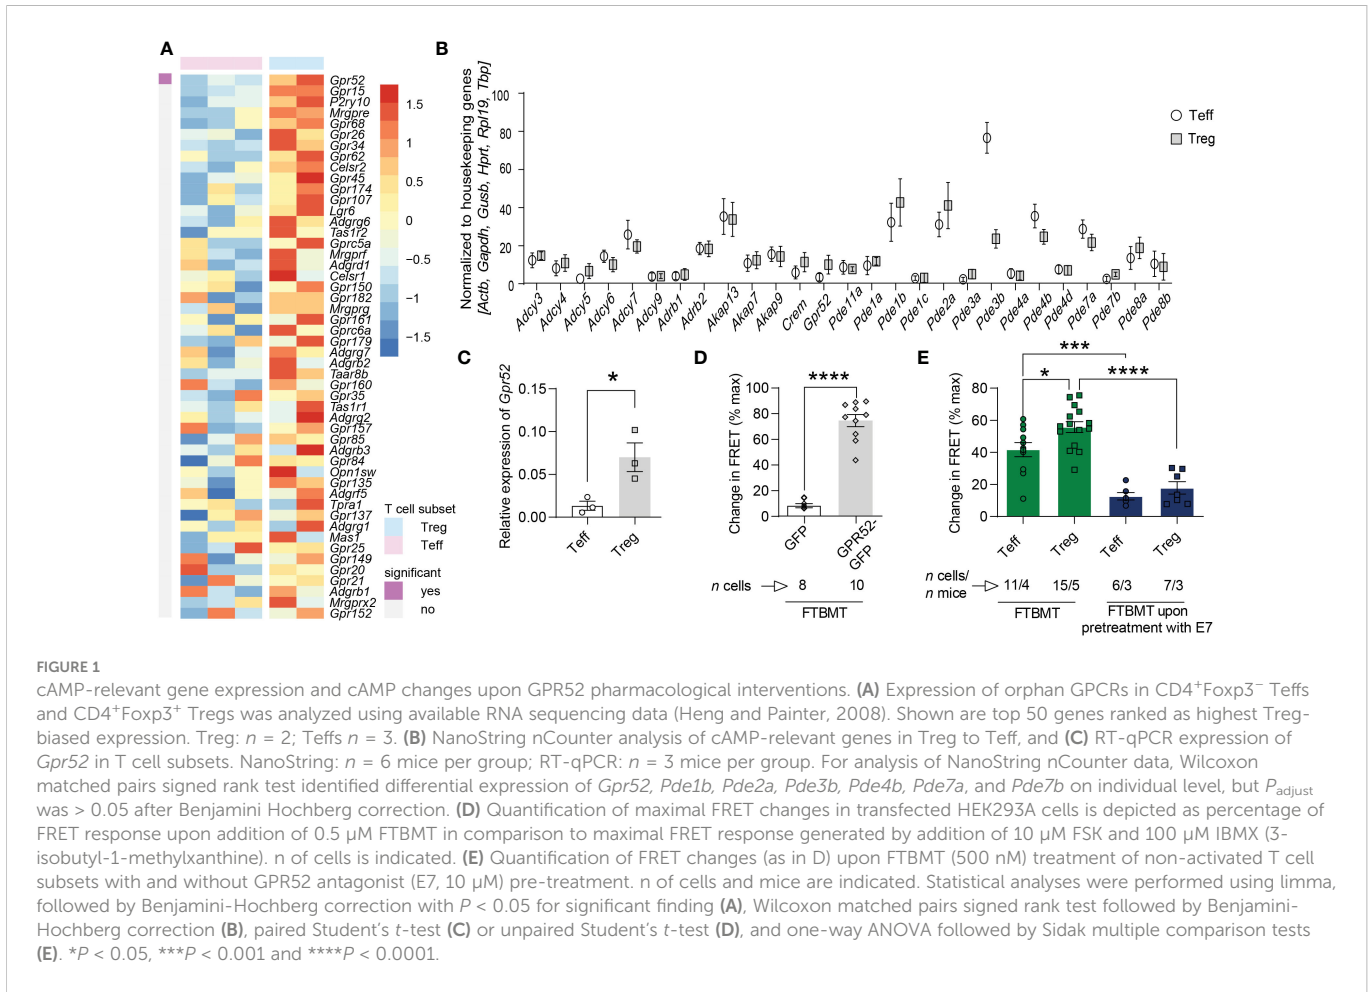 A
Gpr52
Gpr15
P2ry10
Mrgpre
Gpr68
Gpr26
Gpr34
Gpr62
Celsr2
Gpr45
Gpr174
Gpr107
Lgr6
Adgrg6
Tas1r2
Gprc5a
Mrgprf
Adgrd1
Celsr1
Gpr150
Gpr182
Mrgprg
Gpr161
Gprc6a
Gpr179
Adgrg7
Adgrb2
Taar8b
Gpr160
Gpr35
Tas1r1
Adgrg2
Gpr157
Gpr85
Adgrb3
Gpr84
Opn1sw
Gpr135
Adgrf5
Tpra1
Gpr137
Adgrg1
Mas1
Gpr25
Gpr149
Gpr20
Gpr21
Adgrb1
Mrgprx2
Gpr152
1.5
1
0.5
0
−0.5
−1
−1.5
T cell subset
Treg
Teff
significant
yes
no
B
Normalized to housekeeping genes
[Actb, Gapdh, Gusb, Hprt, Rpl19, Tbp]
100
80
60
40
20
0
Teff
Treg
Adcy3 Adcy4 Adcy5 Adcy6 Adcy7 Adcy9 Adrb1 Adrb2 Akap13 Akap7 Akap9 Crem Gpr52 Pde11a Pde1a Pde1b Pde1c Pde2a Pde3a Pde3b Pde4a Pde4b Pde4d Pde7a Pde7b Pde8a Pde8b
C
Relative expression of Gpr52
0.15
0.10
0.05
0.00
*
Teff Treg
D
Change in FRET (% max)
100
80
60
40
20
0
****
GFP GPR52-
GFP
n cells 8 10
FTBMT
E
Change in FRET (% max)
80
60
40
20
0
***
* ****
Teff Treg Teff Treg
n cells/
n mice
11/4 15/5 6/3 7/3
FTBMT FTBMT upon
pretreatment with E7
FIGURE 1
cAMP-relevant gene expression and cAMP changes upon GPR52 pharmacological interventions. (A) Expression of orphan GPCRs in CD4+Foxp3− Teffs
and CD4+Foxp3+ Tregs was analyzed using available RNA sequencing data (Heng and Painter, 2008). Shown are top 50 genes ranked as highest Treg-
biased expression. Treg: n = 2; Teffs n = 3. (B) NanoString nCounter analysis of cAMP-relevant genes in Treg to Teff, and (C) RT-qPCR expression of
Gpr52 in T cell subsets. NanoString: n = 6 mice per group; RT-qPCR: n = 3 mice per group. For analysis of NanoString nCounter data, Wilcoxon
matched pairs signed rank test identified differential expression of Gpr52, Pde1b, Pde2a, Pde3b, Pde4b, Pde7a, and Pde7b on individual level, but Padjust
was > 0.05 after Benjamini Hochberg correction. (D) Quantification of maximal FRET changes in transfected HEK293A cells is depicted as percentage of
FRET response upon addition of 0.5 µM FTBMT in comparison to maximal FRET response generated by addition of 10 µM FSK and 100 µM IBMX (3-
isobutyl-1-methylxanthine). n of cells is indicated. (E) Quantification of FRET changes (as in D) upon FTBMT (500 nM) treatment of non-activated T cell
subsets with and without GPR52 antagonist (E7, 10 µM) pre-treatment. n of cells and mice are indicated. Statistical analyses were performed using limma,
followed by Benjamini-Hochberg correction with P < 0.05 for significant finding (A), Wilcoxon matched pairs signed rank test followed by Benjamini-
Hochberg correction (B), paired Student's t-test (C) or unpaired Student's t-test (D), and one-way ANOVA followed by Sidak multiple comparison tests
(E). *P < 0.05, ***P < 0.001 and ****P < 0.0001.